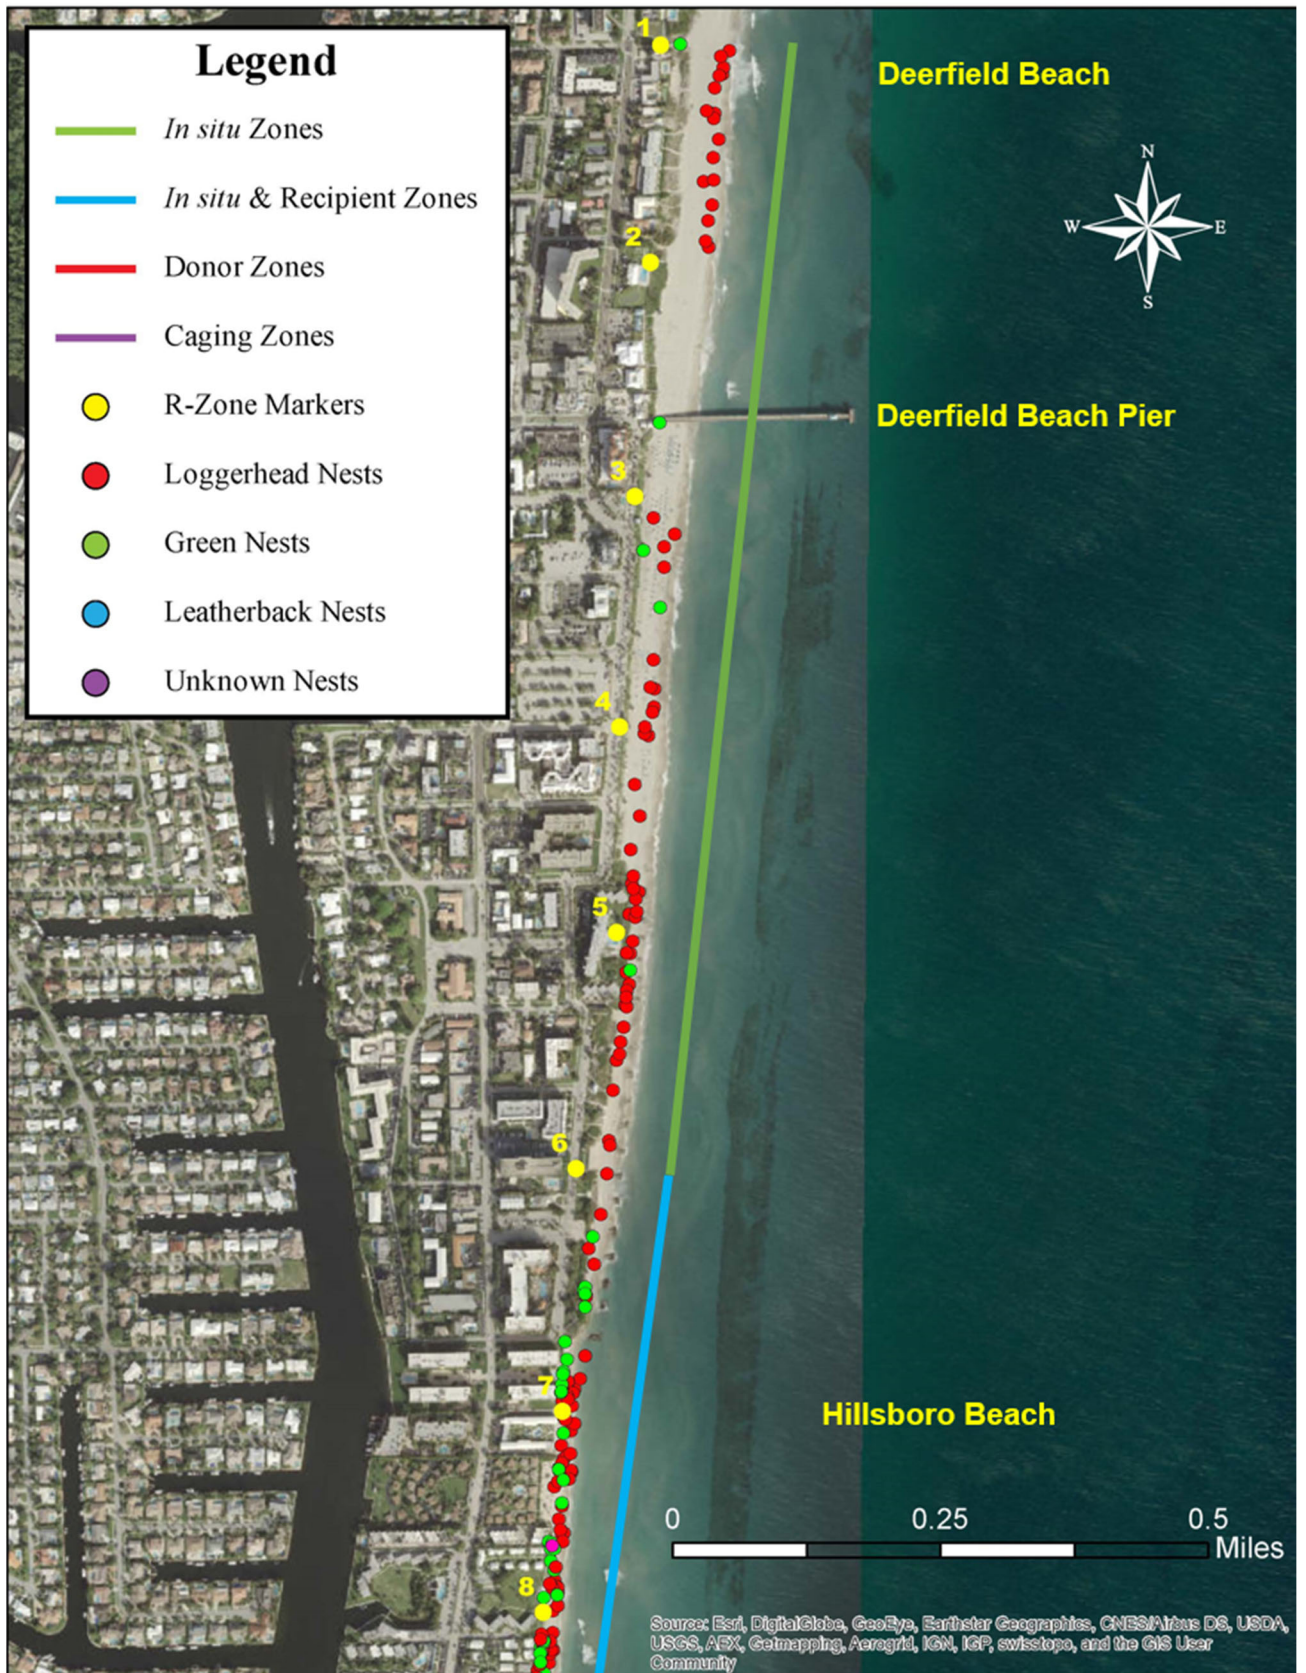 Legend
In situ Zones
In situ & Recipient Zones
Donor Zones
Caging Zones
R-Zone Markers
Loggerhead Nests
Green Nests
Leatherback Nests
Unknown Nests
1
Deerfield Beach
N
W
E
S
2
Deerfield Beach Pier
3
4
5
6
7
Hillsboro Beach
0
0.25
0.5
Miles
8
Source: Esri, DigitalGlobe, GeoEye, Earthstar Geographics, CNES/Airbus DS, USDA,
USGS, AEX, Getmapping, Aerogrid, IGN, IGP, swisstopo, and the GIS User
Community